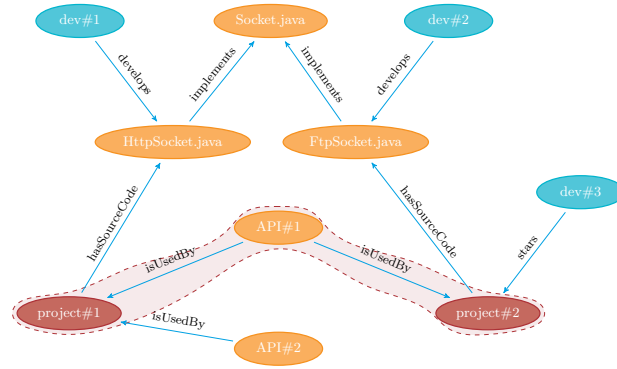 dev#1
Socket.java
dev#2
develops
implements
implements
develops
HttpSocket.java
FtpSocket.java
dev#3
hasSourceCode
hasSourceCode
API#1
stars
isUsedBy
isUsedBy
project#1
project#2
isUsedBy
API#2